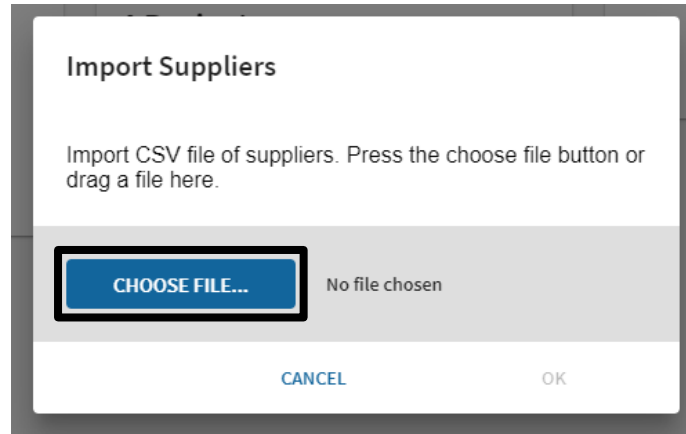 Import Suppliers
Import CSV file of suppliers. Press the choose file button or
drag a file here.
CHOOSE FILE...
No file chosen
CANCEL
OK